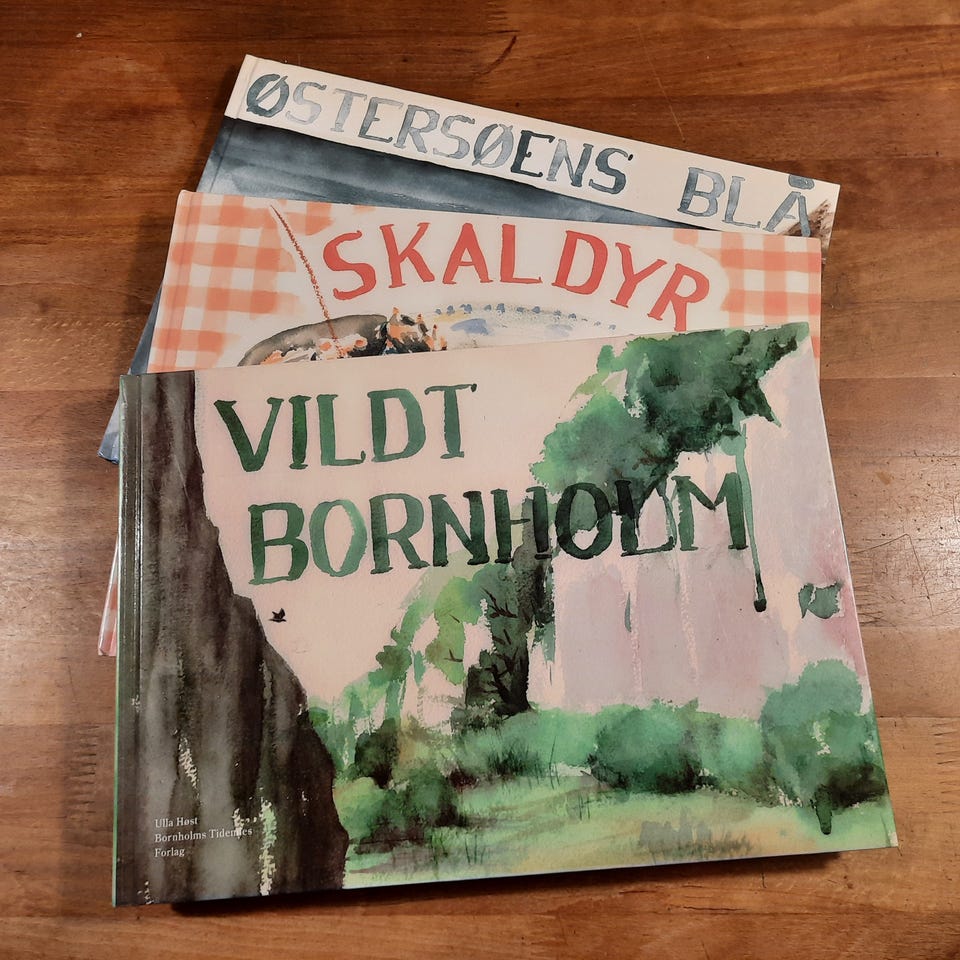 ØSTERSØENS BLÅ
SKALDYR
VILDT
BORNHOLM
Ulla Høst
Bornholms Tidendes
Forlag